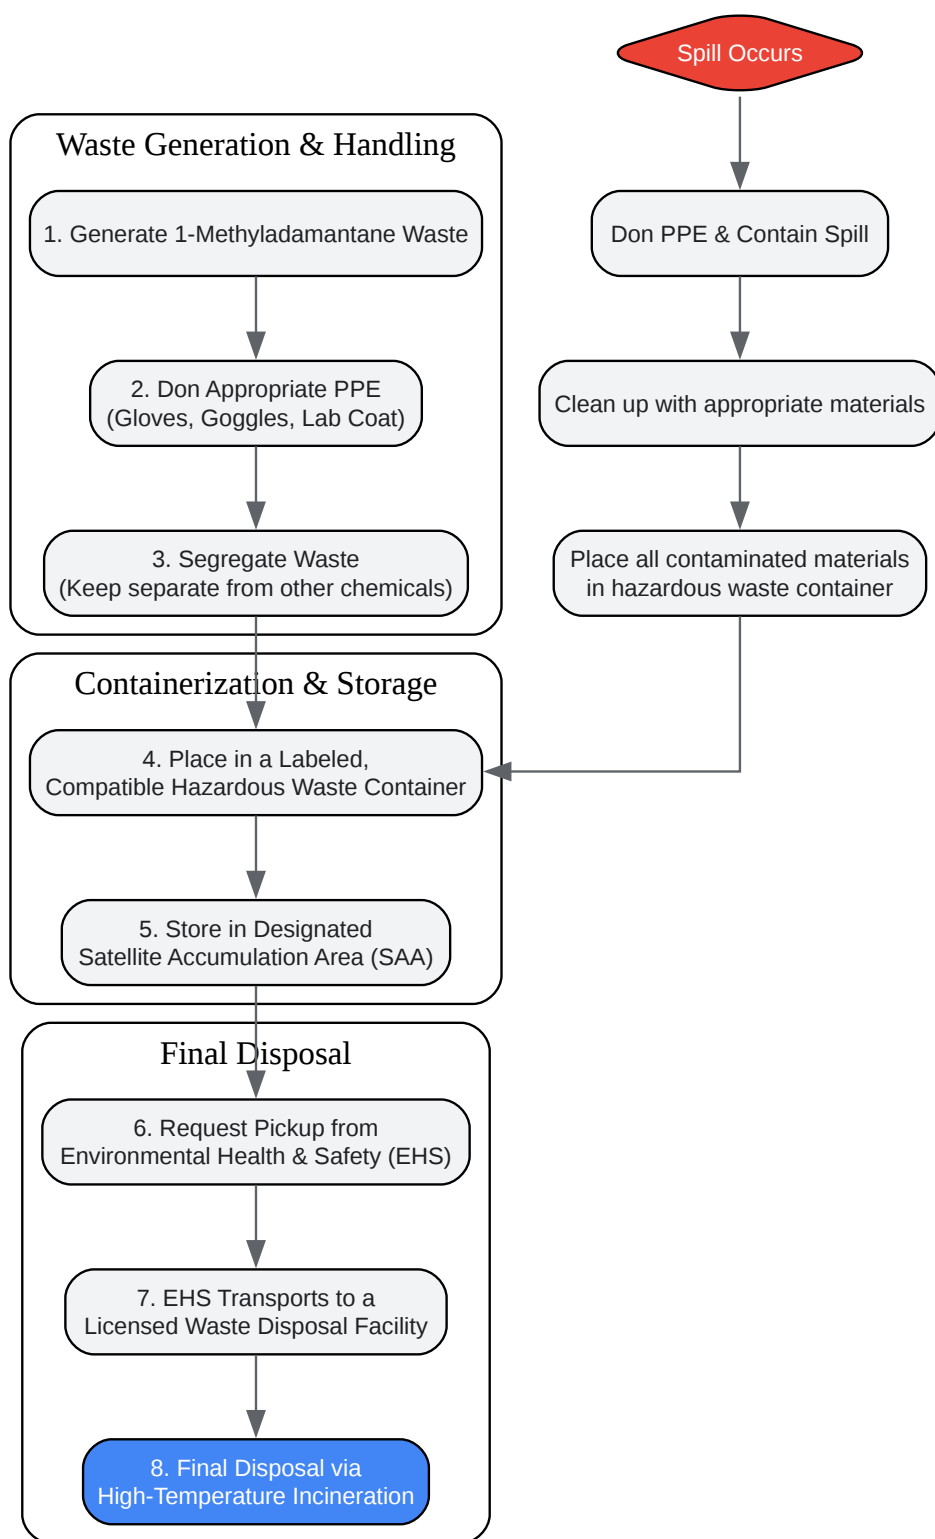 Spill Occurs
Waste Generation & Handling
1. Generate 1-Methyladamantane Waste
Don PPE & Contain Spill
2. Don Appropriate PPE
(Gloves, Goggles, Lab Coat)
Clean up with appropriate materials
3. Segregate Waste
(Keep separate from other chemicals)
Place all contaminated materials
in hazardous waste container
Containerization & Storage
4. Place in a Labeled,
Compatible Hazardous Waste Container
5. Store in Designated
Satellite Accumulation Area (SAA)
Final Disposal
6. Request Pickup from
Environmental Health & Safety (EHS)
7. EHS Transports to a
Licensed Waste Disposal Facility
8. Final Disposal via
High-Temperature Incineration